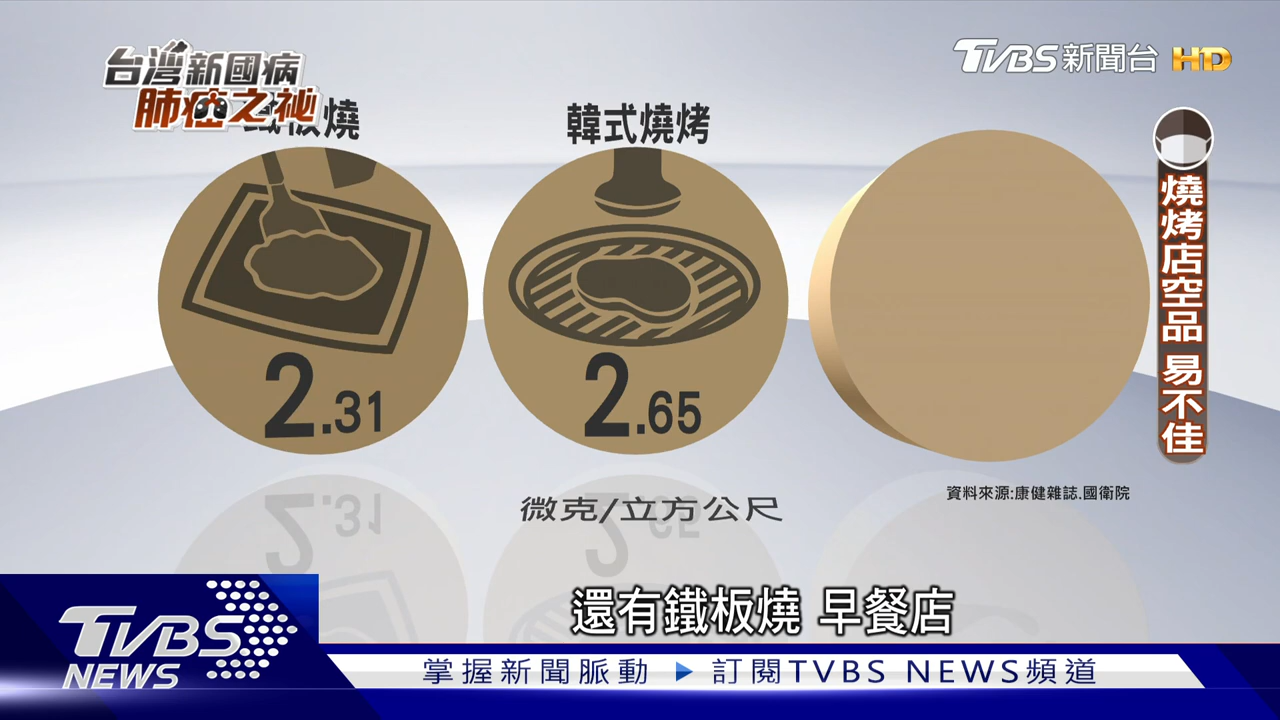 台灣新國病
肺癌之祕
TVBS新聞台 HD
鐵板燒
韓式燒烤
2.31
2.65
微克/立方公尺
燒烤店空品 易不佳
資料來源:康健雜誌.國衛院
還有鐵板燒 早餐店
TVBS
NEWS
掌握新聞脈動 ▶ 訂閱TVBS NEWS頻道